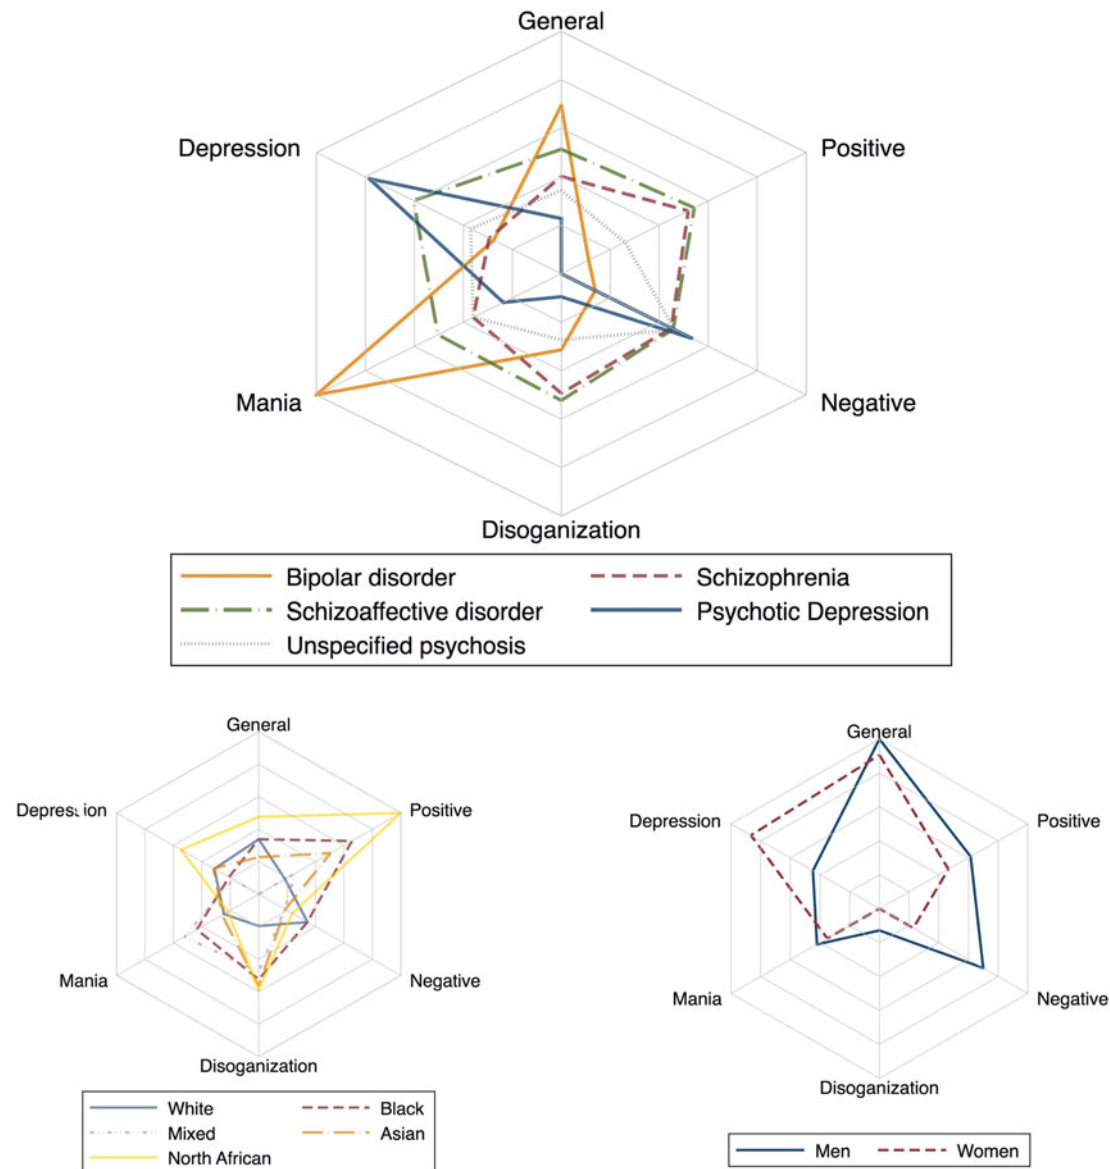 General
Depression
Positive
Mania
Negative
Disoganization
Bipolar disorder
Schizophrenia
Schizoaffective disorder
Psychotic Depression
Unspecified psychosis
General
Depression
Positive
Mania
Negative
Disoganization
White
Black
Mixed
Asian
North African
General
Depression
Positive
Mania
Negative
Disoganization
Men
Women